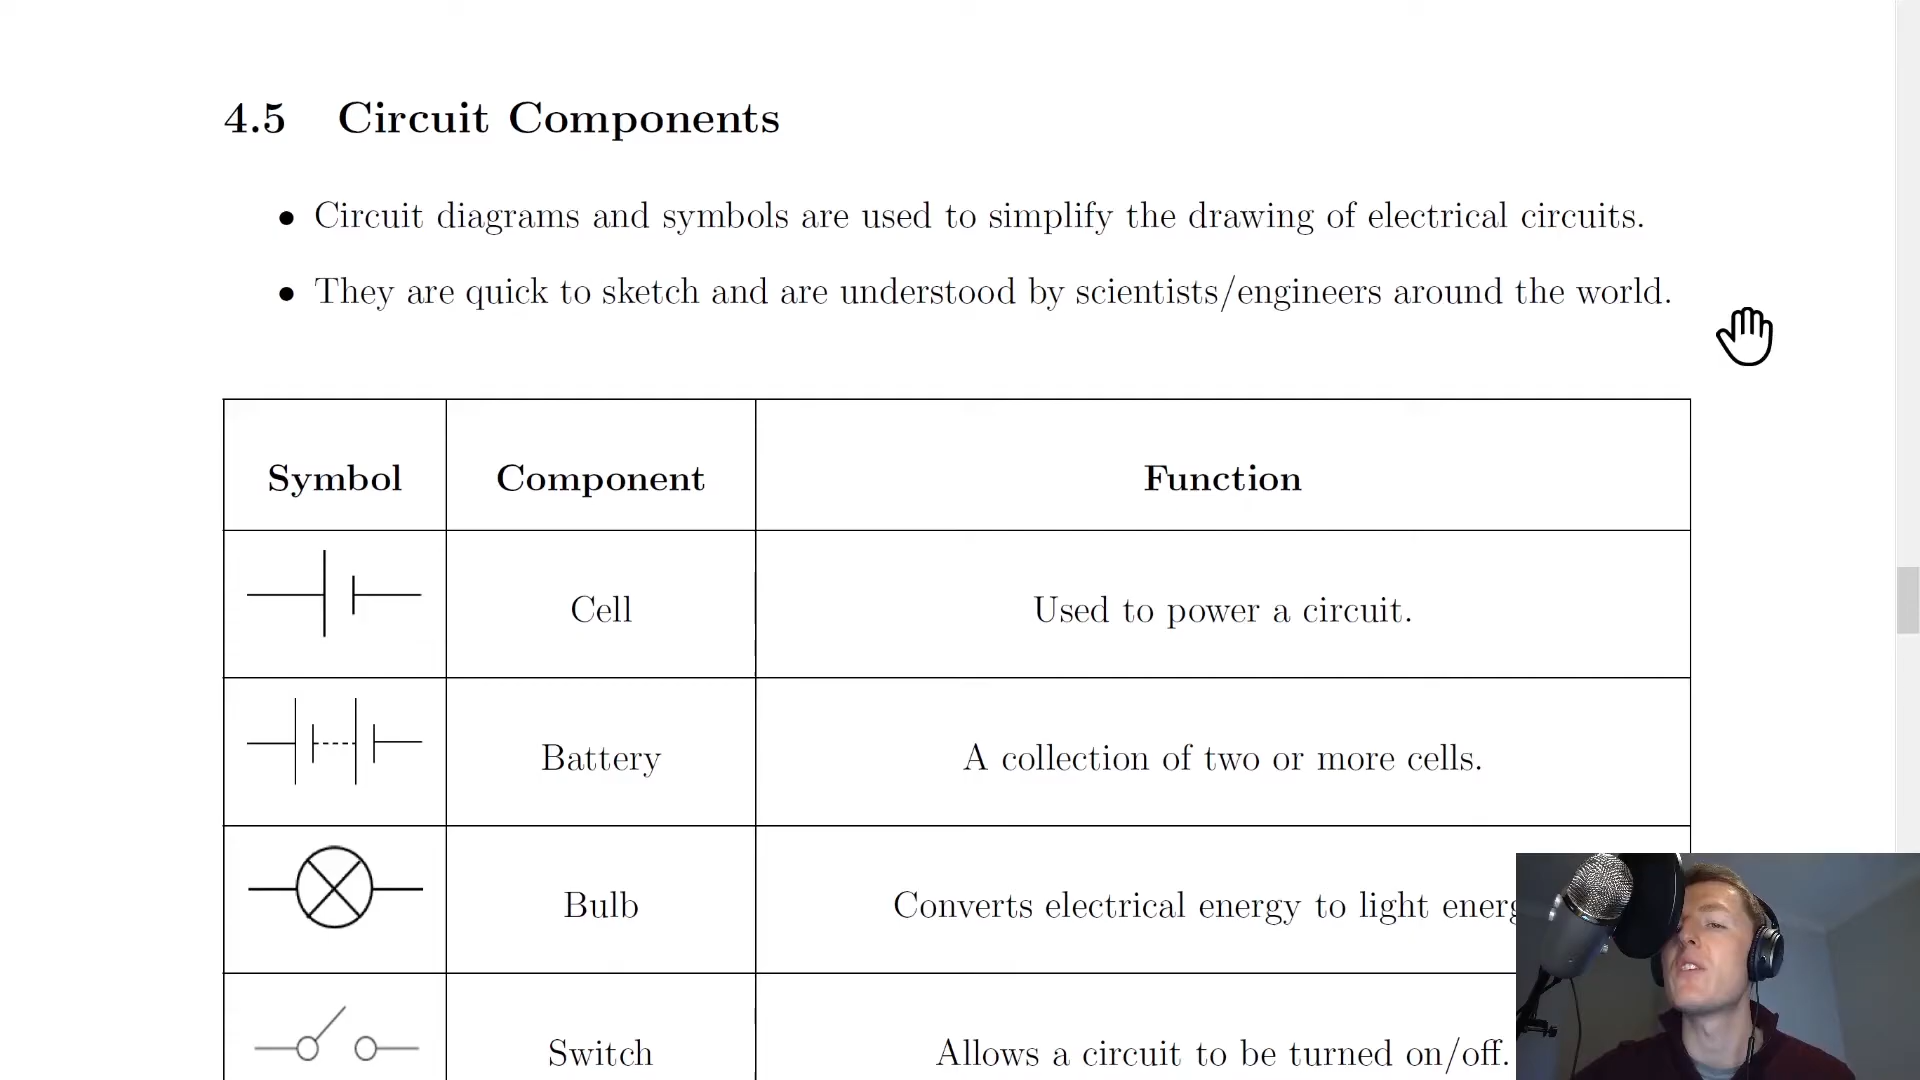 4.5 Circuit Components
• Circuit diagrams and symbols are used to simplify the drawing of electrical circuits.
• They are quick to sketch and are understood by scientists/engineers around the world.
Symbol Component Function
Cell Used to power a circuit.
Battery A collection of two or more cells.
Bulb Converts electrical energy to light
Switch Allows a circuit to be turned on/off.